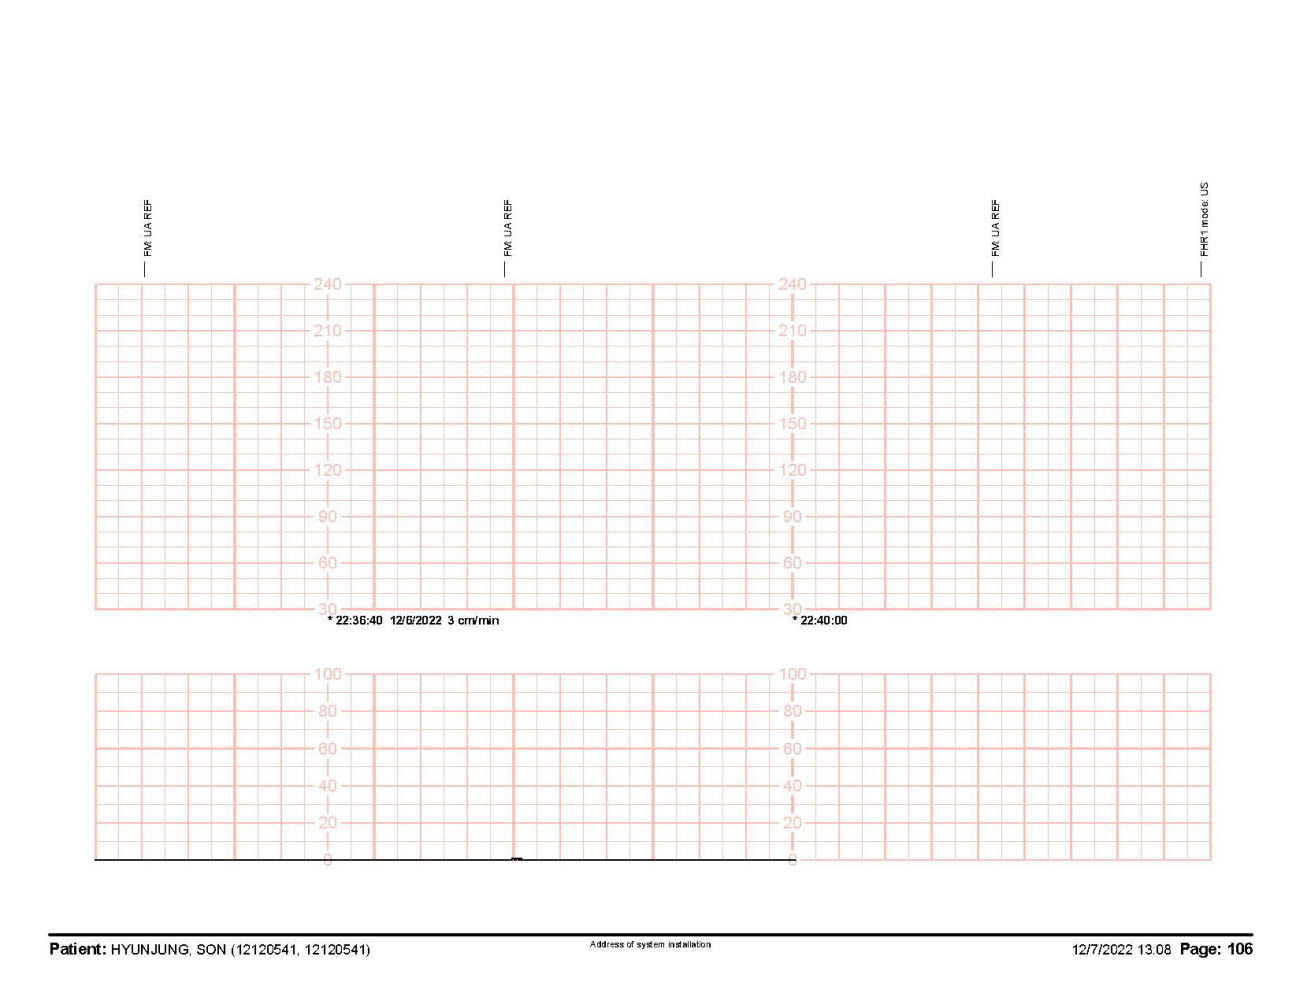 FM: UA REF
FM: UA REF
FM: UA REF
FHR1 mode: US
240 240
210 210
180 180
150 150
120 120
90 90
60 60
30 30
* 22:36:40 12/6/2022 3 cm/min * 22:40:00
100 100
80 80
60 60
40 40
20 20
0 0
Patient: HYUNJUNG, SON (12120541, 12120541) Address of system installation 12/7/2022 13:08 Page: 106